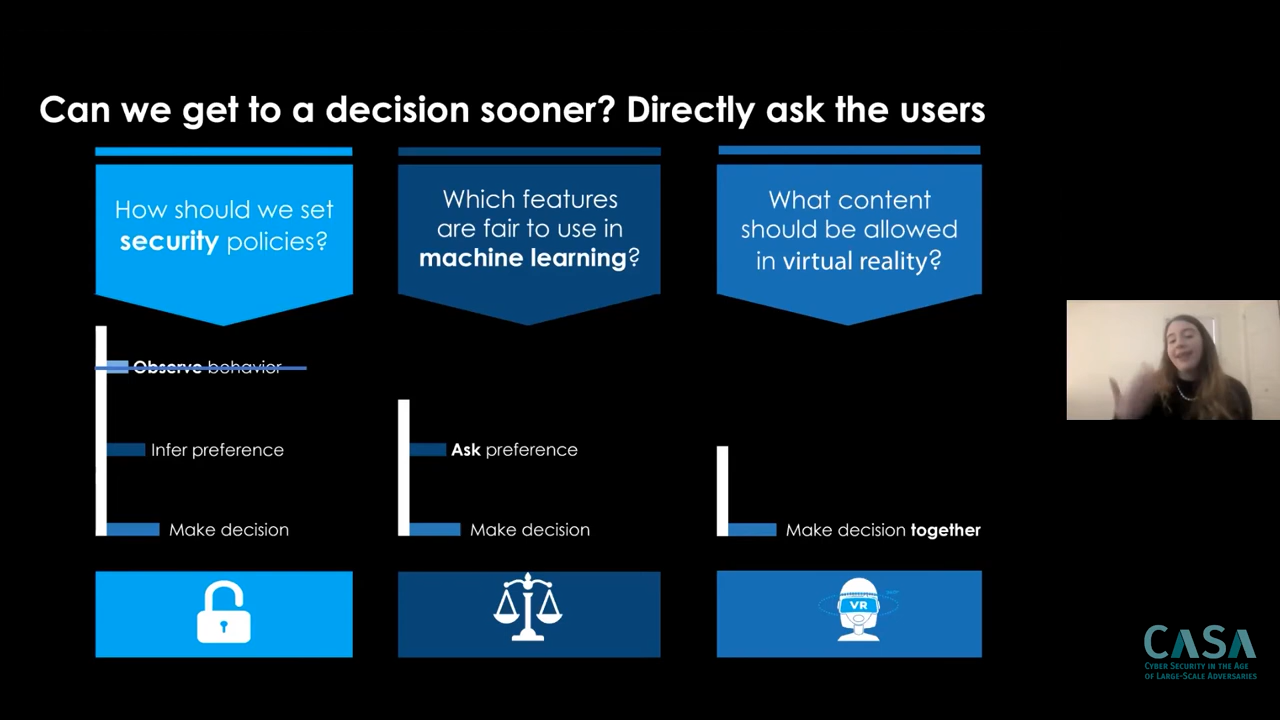 Can we get to a decision sooner? Directly ask the users
How should we set
security policies?
Which features
are fair to use in
machine learning?
What content
should be allowed
in virtual reality?
Observe behavior
Infer preference
Make decision
Ask preference
Make decision
Make decision together
VR
CASA
CYBER SECURITY IN THE AGE
OF LARGE-SCALE ADVERSARIES